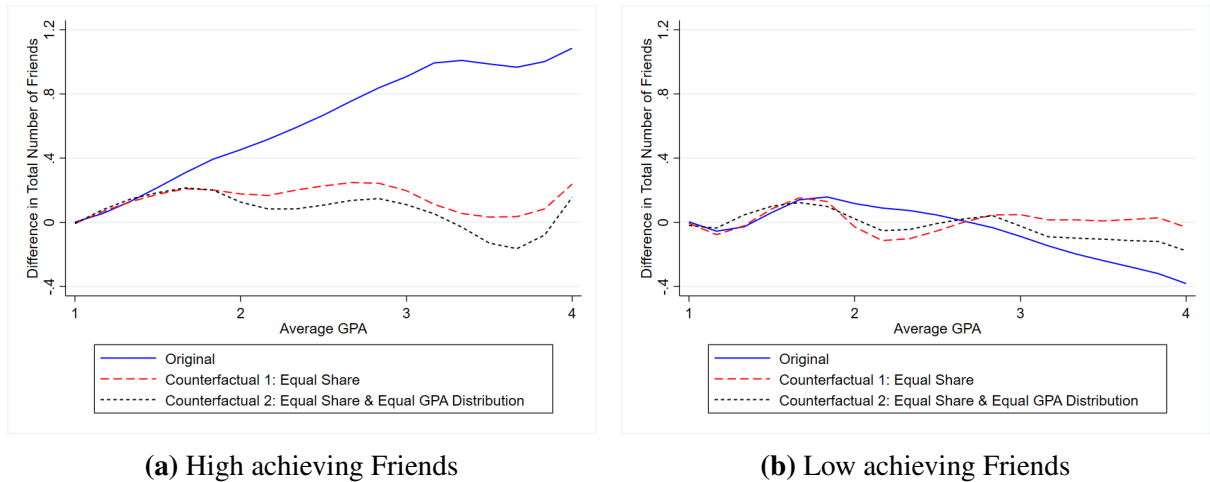 Difference in Total Number of Friends
1.2
.8
.4
0
-.4
1
2
3
4
Average GPA
Original
Counterfactual 1: Equal Share
Counterfactual 2: Equal Share & Equal GPA Distribution
(a) High achieving Friends
Difference in Total Number of Friends
1.2
.8
.4
0
-.4
1
2
3
4
Average GPA
Original
Counterfactual 1: Equal Share
Counterfactual 2: Equal Share & Equal GPA Distribution
(b) Low achieving Friends